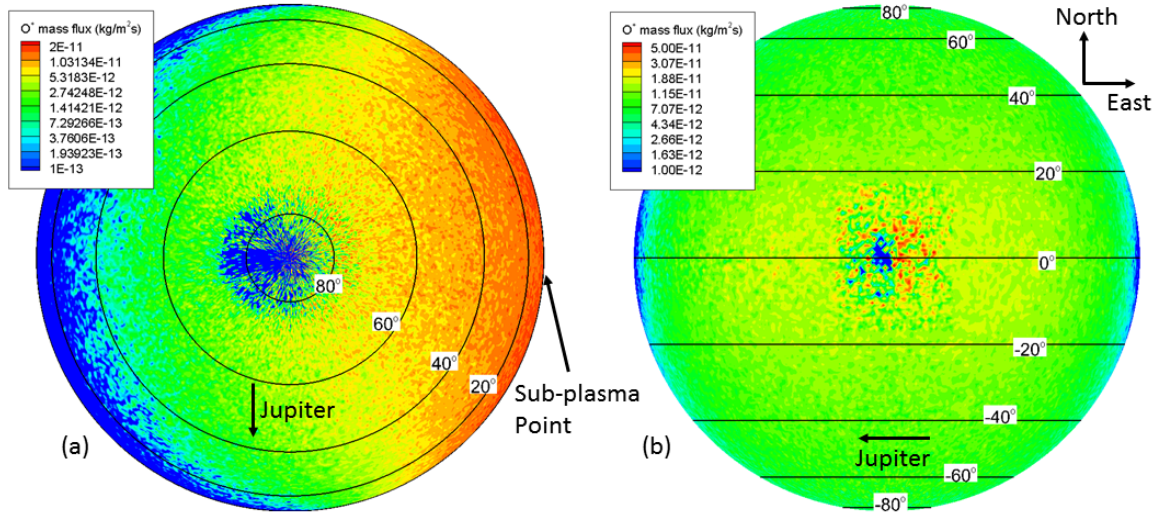 O⁺ mass flux (kg/m²s)
2E-11
1.03134E-11
5.3183E-12
2.74248E-12
1.41421E-12
7.29266E-13
3.7606E-13
1.93923E-13
1E-13
80°
60°
40°
20°
Jupiter
Sub-plasma
Point
(a)
O⁺ mass flux (kg/m²s)
5.00E-11
3.07E-11
1.88E-11
1.15E-11
7.07E-12
4.34E-12
2.66E-12
1.63E-12
1.00E-12
80°
60°
40°
20°
0°
-20°
-40°
-60°
-80°
North
East
Jupiter
(b)